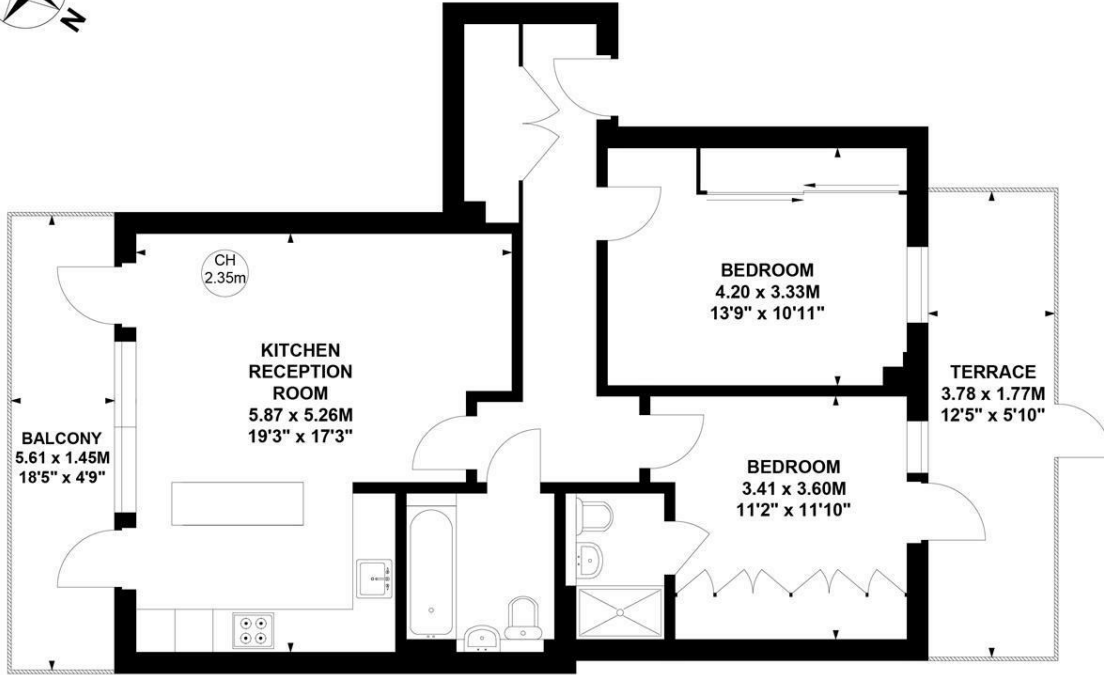 N
CH
2.35m
KITCHEN
RECEPTION
ROOM
5.87 x 5.26M
19'3" x 17'3"
BALCONY
5.61 x 1.45M
18'5" x 4'9"
BEDROOM
4.20 x 3.33M
13'9" x 10'11"
TERRACE
3.78 x 1.77M
12'5" x 5'10"
BEDROOM
3.41 x 3.60M
11'2" x 11'10"